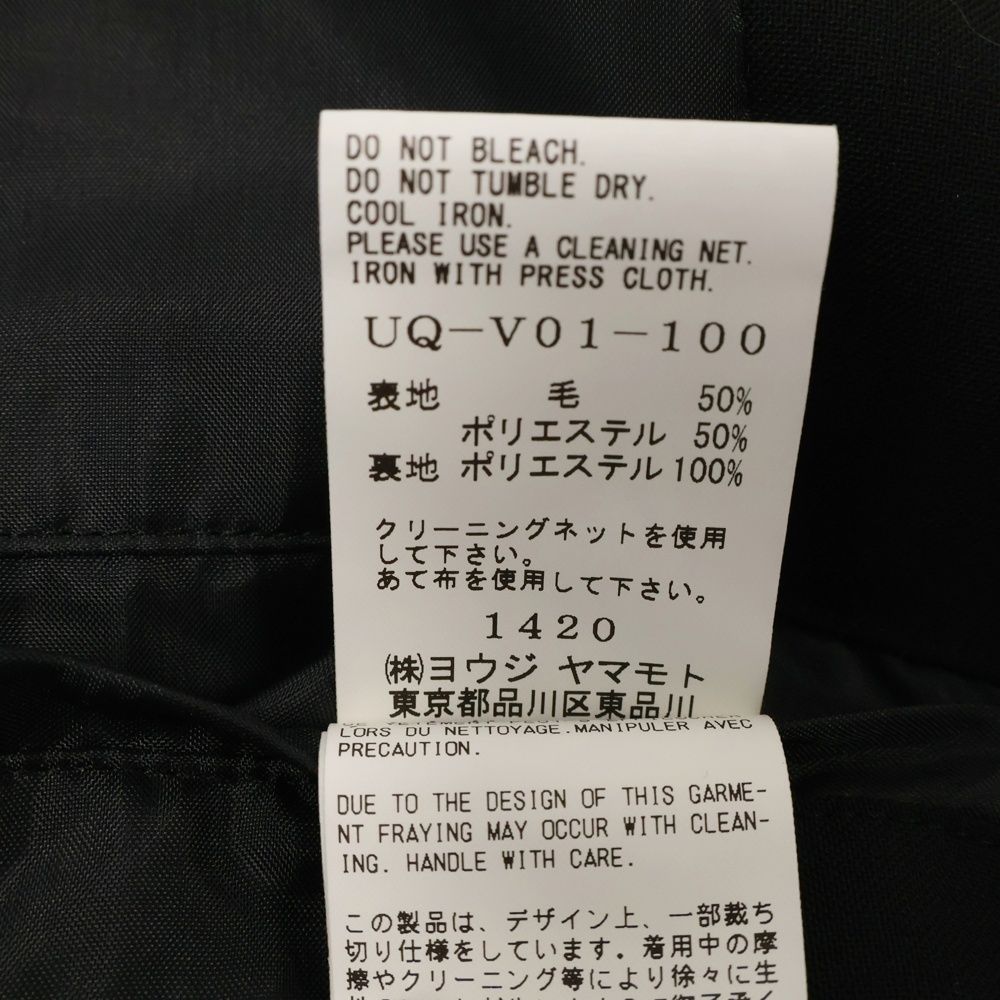 DO NOT BLEACH.
DO NOT TUMBLE DRY.
COOL IRON.
PLEASE USE A CLEANING NET.
IRON WITH PRESS CLOTH.
UQ-V01-100
表地 毛 50%
ポリエステル 50%
裏地 ポリエステル 100%
クリーニングネットを使用
して下さい。
あて布を使用して下さい。
1420
㈱ヨウジ ヤマモト
東京都品川区東品川
LORS DU NETTOYAGE.MANIPULER AVEC
PRECAUTION.
DUE TO THE DESIGN OF THIS GARME-
NT FRAYING MAY OCCUR WITH CLEAN-
ING. HANDLE WITH CARE.
この製品は、デザイン上、一部裁ち
切り仕様をしています。着用中の摩
擦やクリーニング等により徐々に生